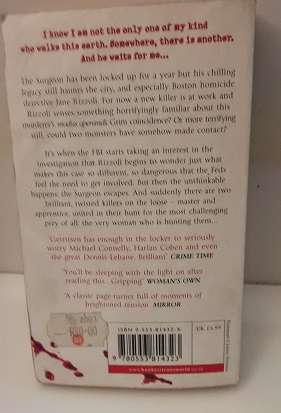 I know I am not the only one of my kind
who walks this earth. Somewhere, there is another.
And he waits for me...
The Surgeon has been locked up for a year but his chilling
legacy still haunts the city, and especially Boston homicide
detective Jane Rizzoli. For now a new killer is at work and
Rizzoli senses something horrifyingly familiar about this
murderer's modus operandi. Grim coincidence? Or more terrifying
still, could two monsters have somehow made contact?
It's when the FBI starts taking an interest in the
investigation that Rizzoli begins to wonder just what
makes this case so different, so dangerous that the Feds
feel the need to get involved. But then the unthinkable
happens: the Surgeon escapes. And suddenly there are two
brilliant, twisted killers on the loose – master and
apprentice, united in their hunt for the most challenging
prey of all: the very woman who is hunting them...
'Gerritsen has enough in the locker to seriously
worry Michael Connelly, Harlan Coben and even
the great Dennis Lehane. Brilliant' CRIME TIME
'You'll be sleeping with the light on after
reading this. Gripping' WOMAN'S OWN
'A classic page-turner full of moments of
heightened tension' MIRROR
UK £6.99
9 780553 814323
www.booksattransworld.co.uk